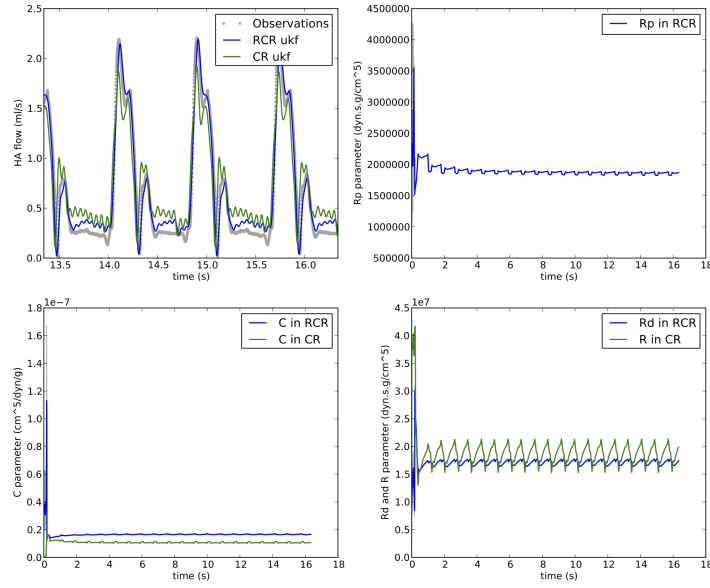 2.5
2.0
1.5
1.0
0.5
0.0
HA flow (ml/s)
13.5 14.0 14.5 15.0 15.5 16.0
time (s)
Observations
RCR ukf
CR ukf
4500000
4000000
3500000
3000000
2500000
2000000
1500000
1000000
500000
Rp parameter (dyn.s.g/cm^5)
0 2 4 6 8 10 12 14 16 18
time (s)
Rp in RCR
1e−7
1.8
1.6
1.4
1.2
1.0
0.8
0.6
0.4
0.2
0.0
C parameter (cm^5/dyn/g)
0 2 4 6 8 10 12 14 16 18
time (s)
C in RCR
C in CR
1e7
4.5
4.0
3.5
3.0
2.5
2.0
1.5
1.0
0.5
0.0
Rd and R parameter (dyn.s.g/cm^5)
0 2 4 6 8 10 12 14 16 18
time (s)
Rd in RCR
R in CR